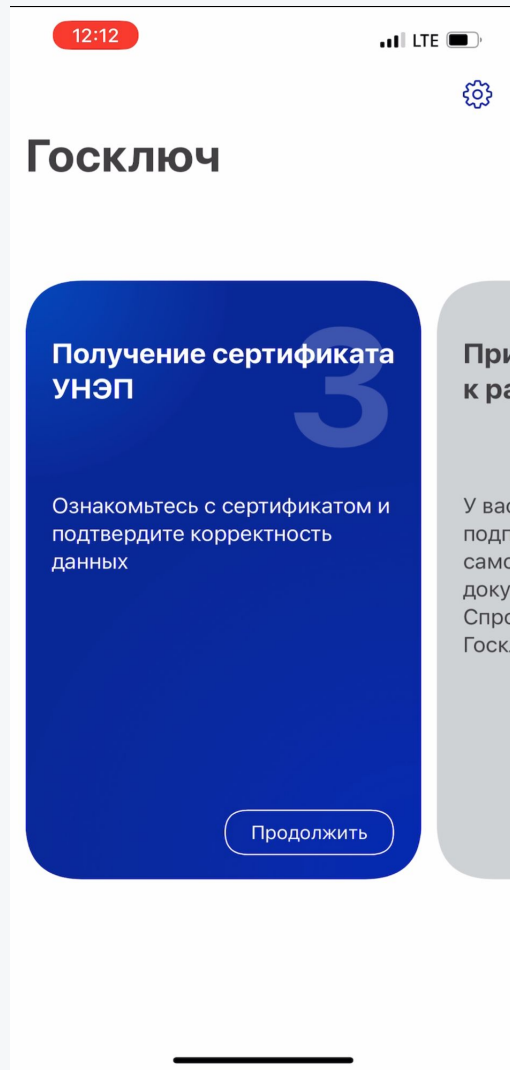 12:12
LTE
Госключ
3
Получение сертификата
УНЭП
Ознакомьтесь с сертификатом и
подтвердите корректность
данных
Продолжить
к
У